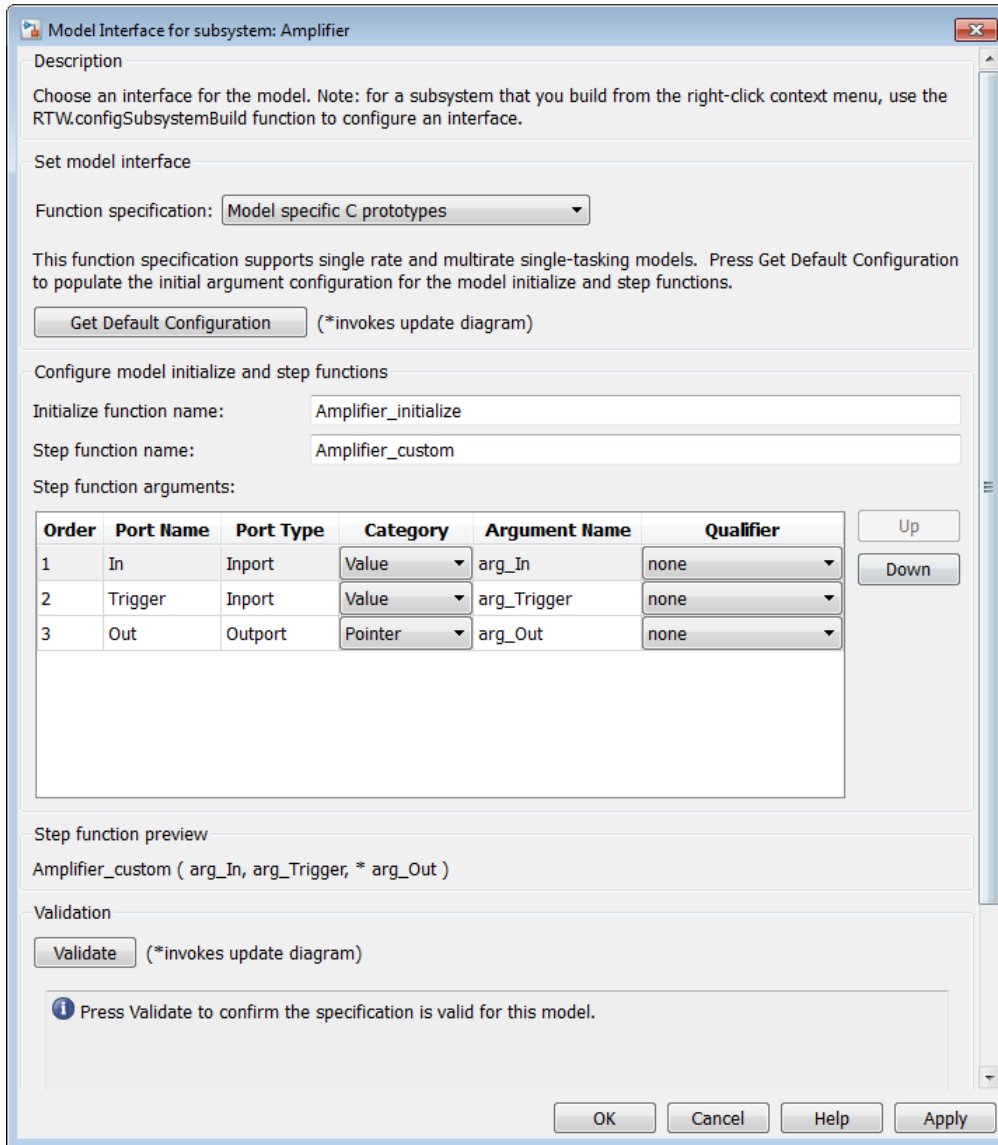 Model Interface for subsystem: Amplifier
Description
Choose an interface for the model. Note: for a subsystem that you build from the right-click context menu, use the
RTW.configSubsystemBuild function to configure an interface.
Set model interface
Function specification: Model specific C prototypes
This function specification supports single rate and multirate single-tasking models. Press Get Default Configuration
to populate the initial argument configuration for the model initialize and step functions.
Get Default Configuration (*invokes update diagram)
Configure model initialize and step functions
Initialize function name: Amplifier_initialize
Step function name: Amplifier_custom
Step function arguments:
Order Port Name Port Type Category Argument Name Qualifier Up
1 In Inport Value arg_In none Down
2 Trigger Inport Value arg_Trigger none
3 Out Outport Pointer arg_Out none
Step function preview
Amplifier_custom ( arg_In, arg_Trigger, * arg_Out )
Validation
Validate (*invokes update diagram)
Press Validate to confirm the specification is valid for this model.
OK Cancel Help Apply